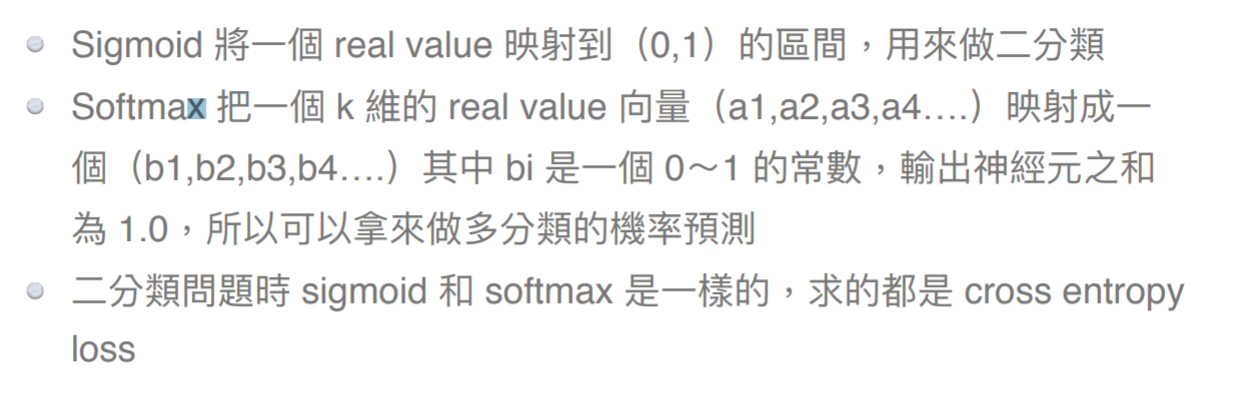 Sigmoid 將一個 real value 映射到（0,1）的區間，用來做二分類
Softmax 把一個 k 維的 real value 向量（a1,a2,a3,a4….）映射成一
個（b1,b2,b3,b4….）其中 bi 是一個 0～1 的常數，輸出神經元之和
為 1.0，所以可以拿來做多分類的機率預測
二分類問題時 sigmoid 和 softmax 是一樣的，求的都是 cross entropy
loss